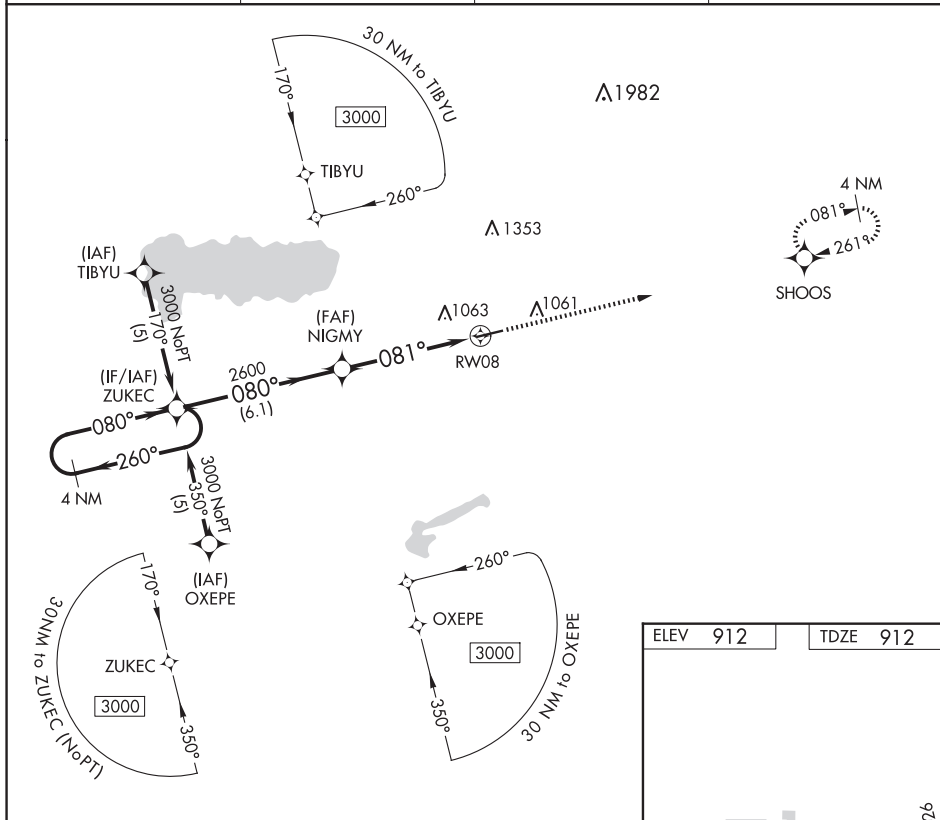 30 NM to TIBYU
170°
3000
TIBYU
260°
1982
4 NM
081°
261°
SHOOS
1353
(IAF)
TIBYU
3000 NoPT
170°
(5)
(FAF)
NIGMY
1063
1061
081°
RW08
(IF/IAF)
ZUKEC
2600
080°
(6.1)
080°
260°
4 NM
3000 NoPT
350°
(5)
(IAF)
OXEPE
170°
30NM to ZUKEC (NoPT)
ZUKEC
3000
350°
260°
OXEPE
3000
350°
30 NM to OXEPE
ELEV 912
TDZE 912
26